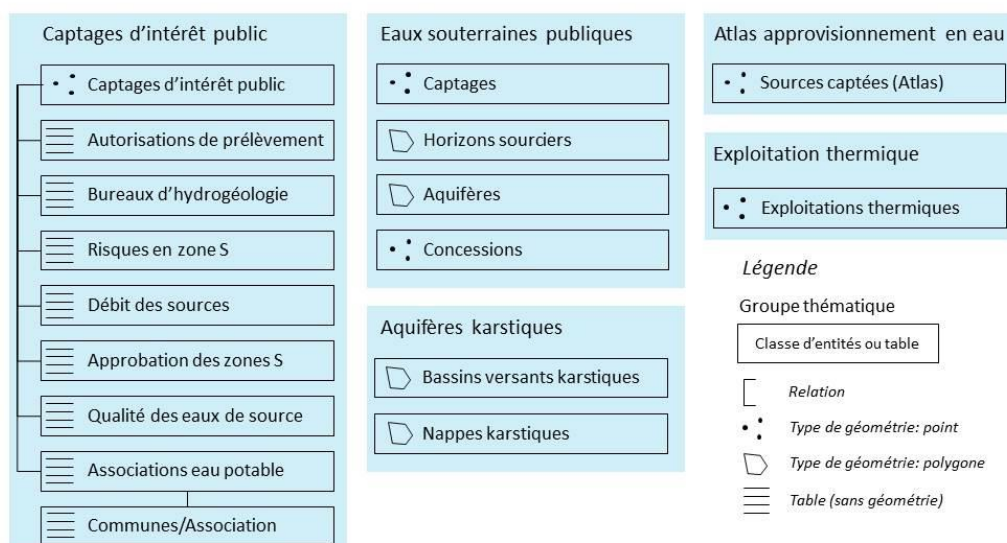 Captages d'intérêt public
Captages d'intérêt public
Autorisations de prélèvement
Bureaux d'hydrogéologie
Risques en zone S
Débit des sources
Approbation des zones S
Qualité des eaux de source
Associations eau potable
Communes/Association
Eaux souterraines publiques
Captages
Horizons sourciers
Aquifères
Concessions
Aquifères karstiques
Bassins versants karstiques
Nappes karstiques
Atlas approvisionnement en eau
Sources captées (Atlas)
Exploitation thermique
Exploitations thermiques
Légende
Groupe thématique
Classe d'entités ou table
Relation
Type de géométrie: point
Type de géométrie: polygone
Table (sans géométrie)